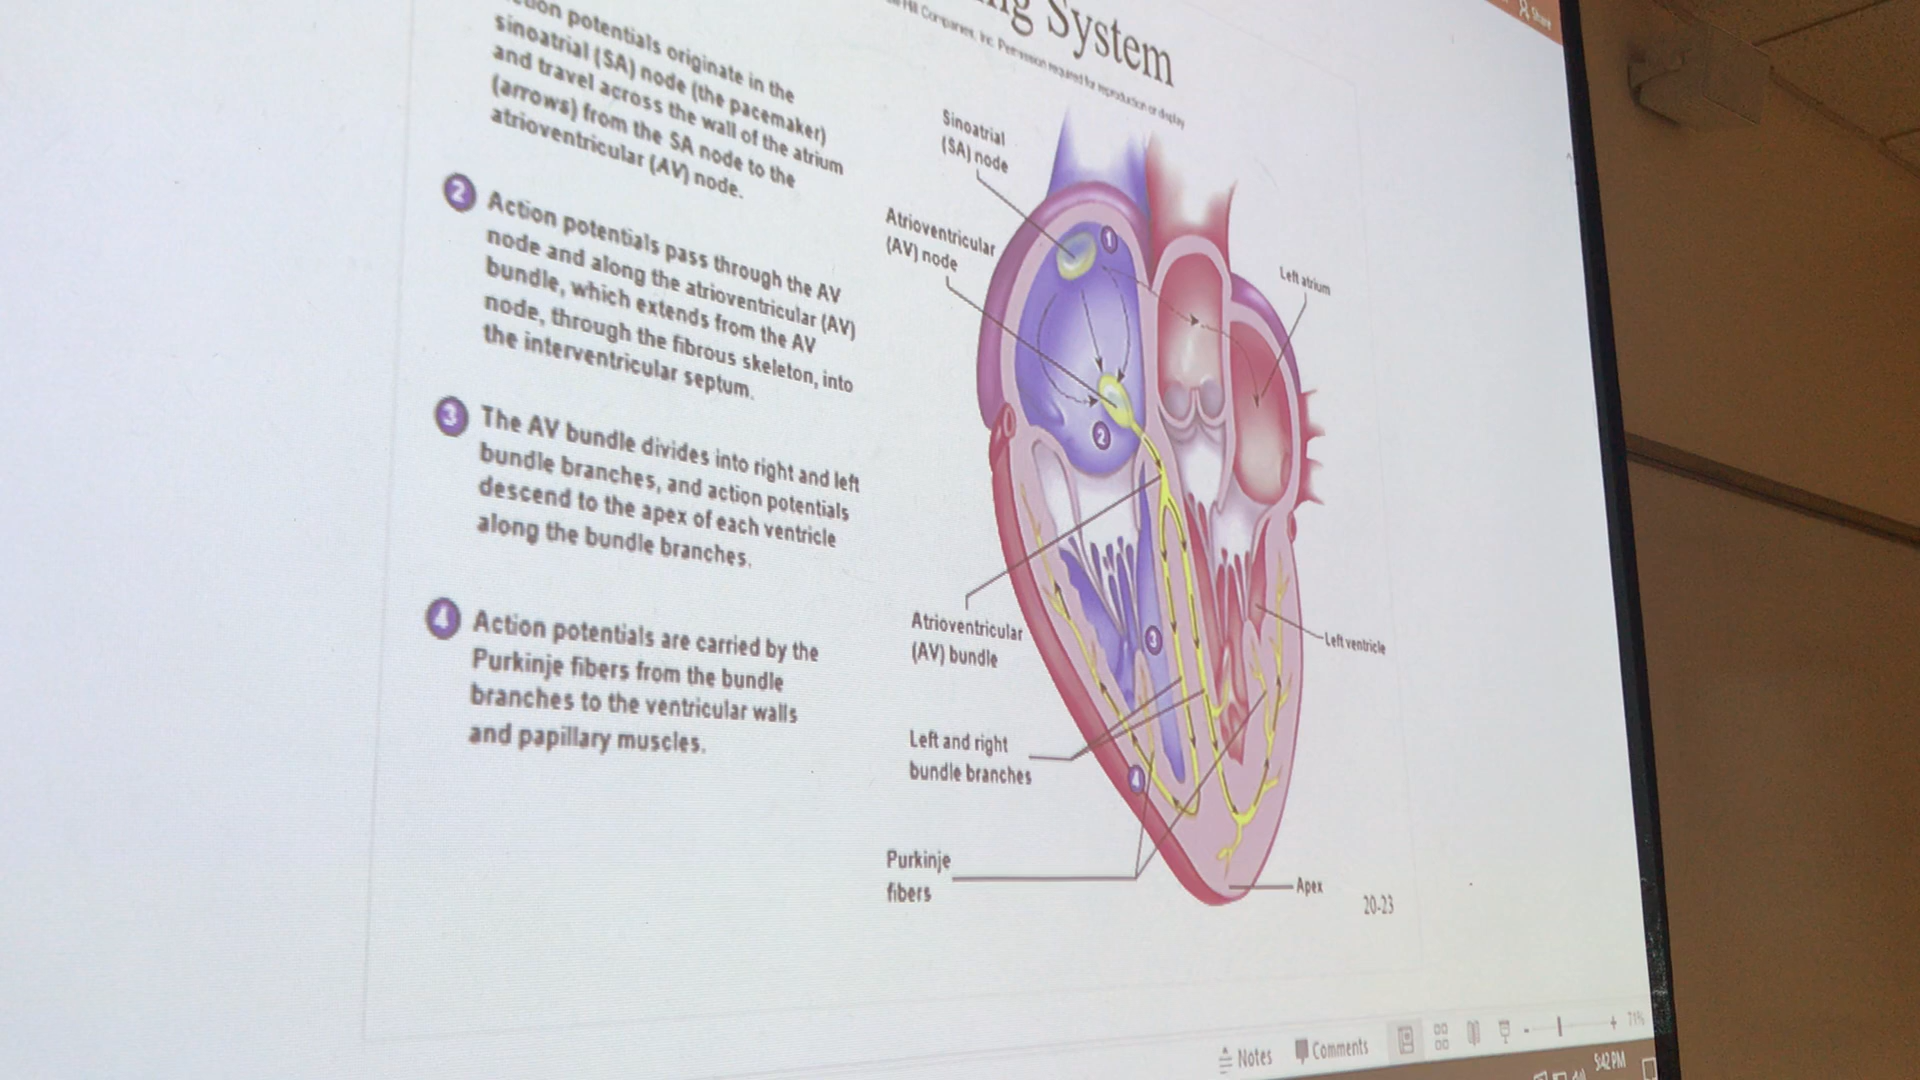 System
Companies, Inc. Permission required for reproduction or display
Share
potentials originate in the
sinoatrial (SA) node (the pacemaker)
and travel across the wall of the atrium
(arrows) from the SA node to the
atrioventricular (AV) node.
2 Action potentials pass through the AV
node and along the atrioventricular (AV)
bundle, which extends from the AV
node, through the fibrous skeleton, into
the interventricular septum.
3 The AV bundle divides into right and left
bundle branches, and action potentials
descend to the apex of each ventricle
along the bundle branches.
4 Action potentials are carried by the
Purkinje fibers from the bundle
branches to the ventricular walls
and papillary muscles.
Sinoatrial
(SA) node
Atrioventricular
(AV) node
1
Left atrium
2
Atrioventricular
(AV) bundle
3
Left ventricle
Left and right
bundle branches
4
Purkinje
fibers
Apex
20-23
Notes Comments 71%
5:42 PM